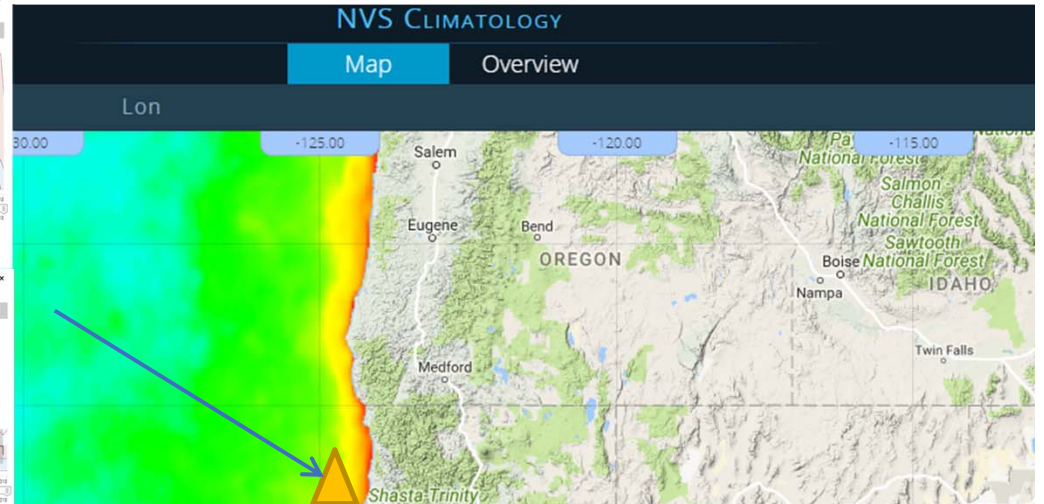 NVS CLIMATOLOGY
Map Overview
Lon
30.00 -125.00 -120.00 -115.00
Salem
National Forest
Salmon -
Challis
National Forest
Eugene
Bend
Sawtooth
National Forest
OREGON
Boise
IDAHO
Nampa
Twin Falls
Medford
Shasta-Trinity